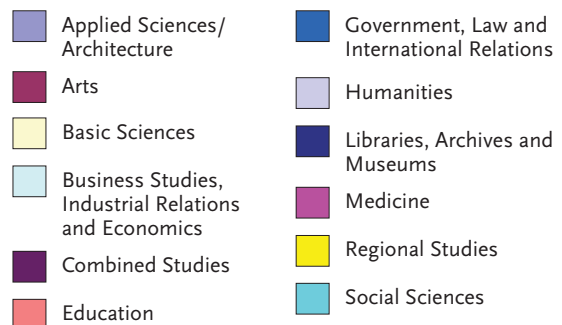 Applied Sciences/
Architecture
Arts
Basic Sciences
Business Studies,
Industrial Relations
and Economics
Combined Studies
Education
Government, Law and
International Relations
Humanities
Libraries, Archives and
Museums
Medicine
Regional Studies
Social Sciences